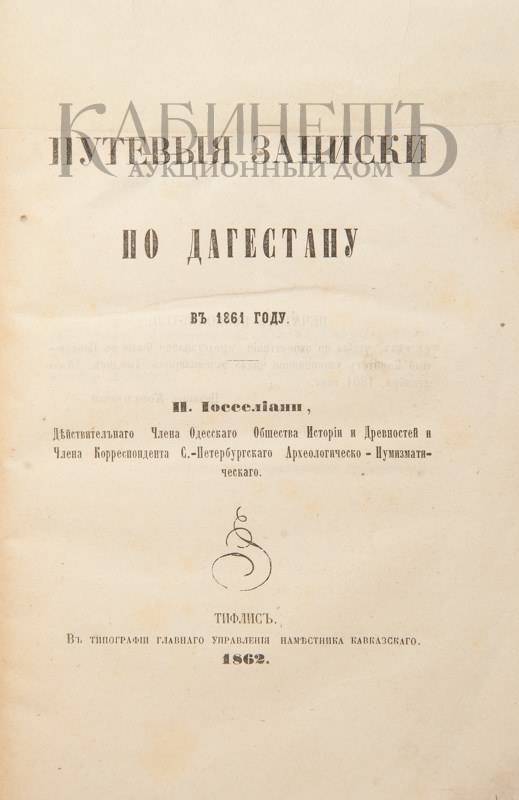 КАБИНЕТЪ
АУКЦИОННЫЙ ДОМ
ПУТЕВЫЯ ЗАПИСКИ
ПО ДАГЕСТАНУ
ВЪ 1861 ГОДУ.
П. Іосселіани,
Дѣйствительнаго Члена Одесскаго Общества Исторіи и Древностей и
Члена Корреспондента С.-Петербургскаго Археологическо-Нумизмати-
ческаго.
ТИФЛИСЪ.
Въ типографіи главнаго управленія намѣстника кавказскаго.
1862.